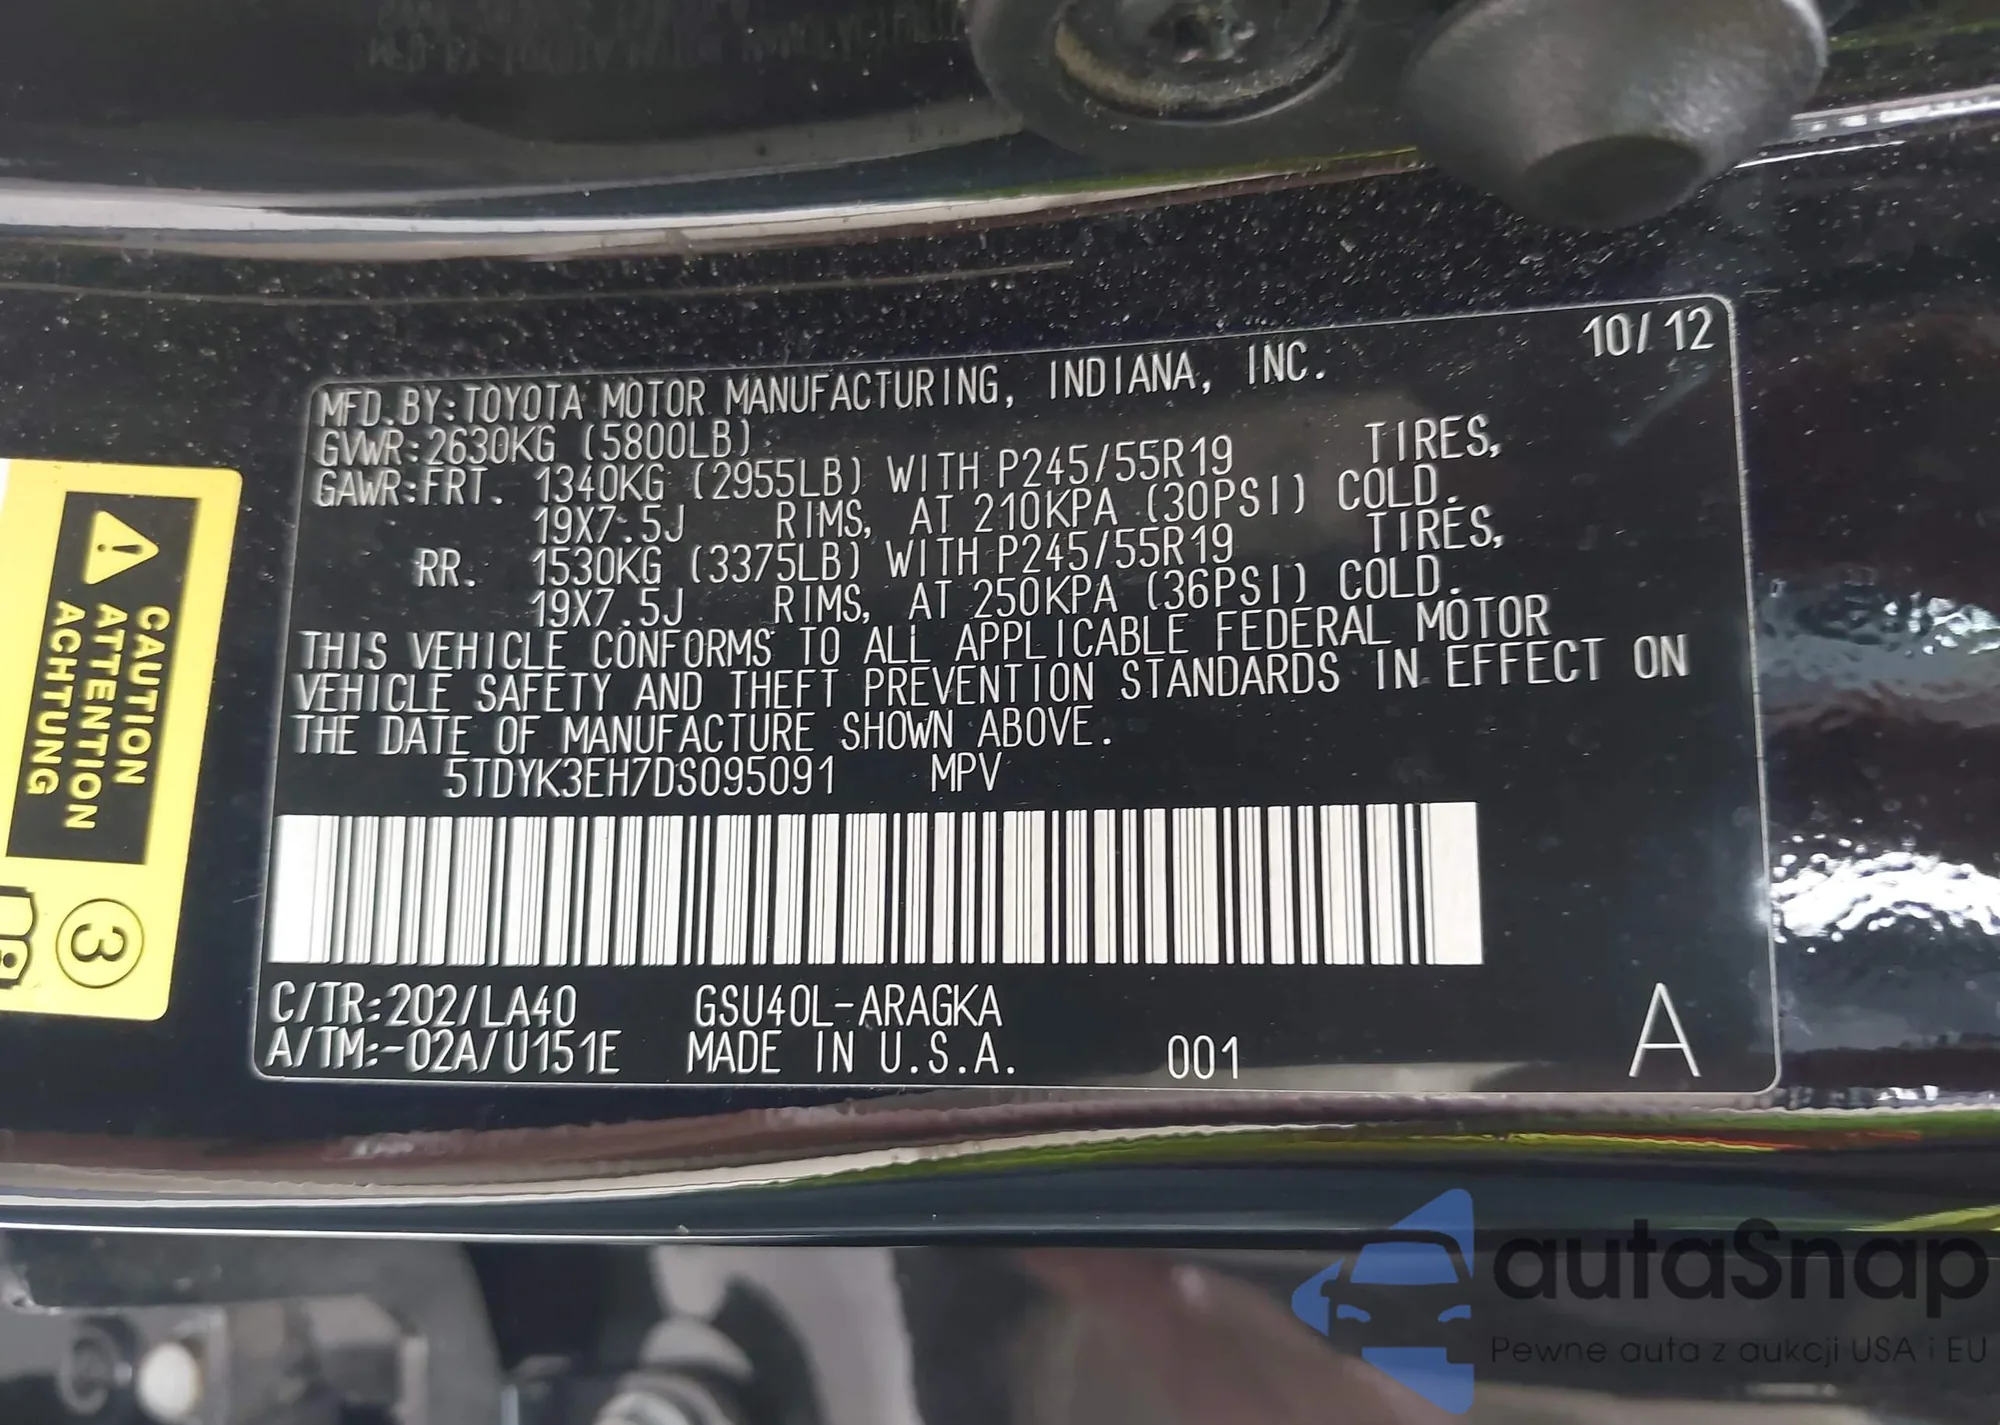 10/12
MFD.BY:TOYOTA MOTOR MANUFACTURING, INDIANA, INC.
GVWR:2630KG (5800LB)
GAWR:FRT. 1340KG (2955LB) WITH P245/55R19 TIRES,
19X7.5J RIMS, AT 210KPA (30PSI) COLD.
RR. 1530KG (3375LB) WITH P245/55R19 TIRES,
19X7.5J RIMS, AT 250KPA (36PSI) COLD.
THIS VEHICLE CONFORMS TO ALL APPLICABLE FEDERAL MOTOR
VEHICLE SAFETY AND THEFT PREVENTION STANDARDS IN EFFECT ON
THE DATE OF MANUFACTURE SHOWN ABOVE.
5TDYK3EH7DS095091 MPV
C/TR:202/LA40 GSU40L-ARAGKA
A/TM:-02A/U151E MADE IN U.S.A. 001 A
CAUTION
ATTENTION
ACHTUNG
3
autaSnap
Pewne auta z aukcji USA i EU